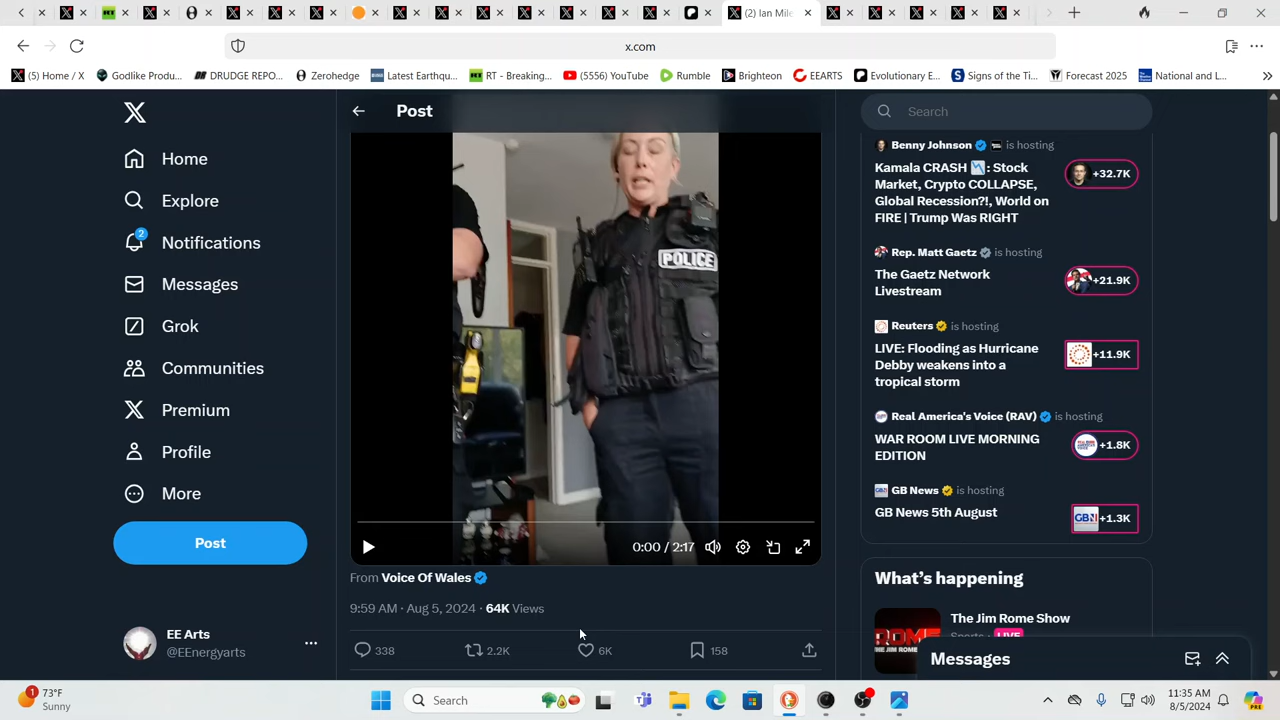 (2) Ian Mile
x.com
(5) Home / X
Godlike Produ...
DRUDGE REPO...
Zerohedge
Latest Earthqu...
RT - Breaking...
(5556) YouTube
Rumble
Brighteon
EEARTS
Evolutionary E...
Signs of the Ti...
Forecast 2025
National and L...
Home
Explore
2
Notifications
Messages
Grok
Communities
Premium
Profile
More
Post
EE Arts
@EEnergyarts
Post
POLICE
0:00 / 2:17
From Voice Of Wales
9:59 AM · Aug 5, 2024 · 64K Views
338
2.2K
6K
158
Search
Benny Johnson is hosting
Kamala CRASH 📉: Stock
Market, Crypto COLLAPSE,
Global Recession?!, World on
FIRE | Trump Was RIGHT
+32.7K
Rep. Matt Gaetz is hosting
The Gaetz Network
Livestream
+21.9K
Reuters is hosting
LIVE: Flooding as Hurricane
Debby weakens into a
tropical storm
+11.9K
Real America's Voice (RAV) is hosting
WAR ROOM LIVE MORNING
EDITION
+1.8K
GB News is hosting
GB News 5th August
+1.3K
What's happening
The Jim Rome Show
Sports · LIVE
ROME
Messages
1
73°F
Sunny
Search
11:35 AM
8/5/2024